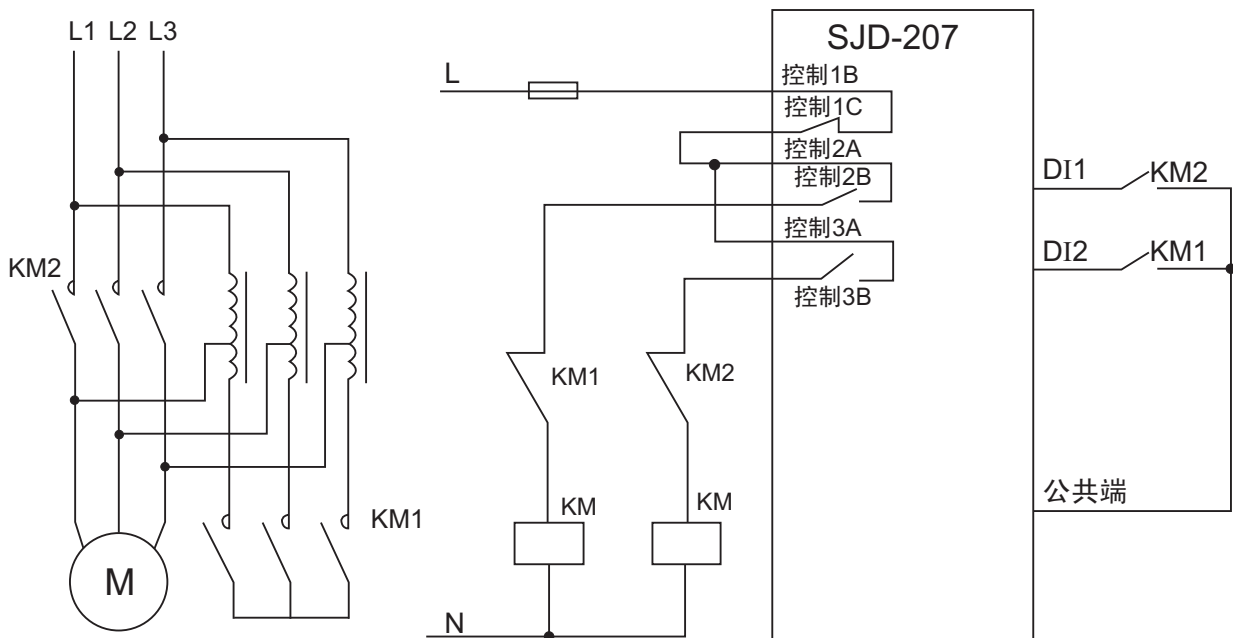 L1 L2 L3
KM2
KM1
M
L
N
SJD-207
控制1B
控制1C
控制2A
控制2B
控制3A
控制3B
KM1
KM2
KM
KM
DI1
KM2
DI2
KM1
公共端